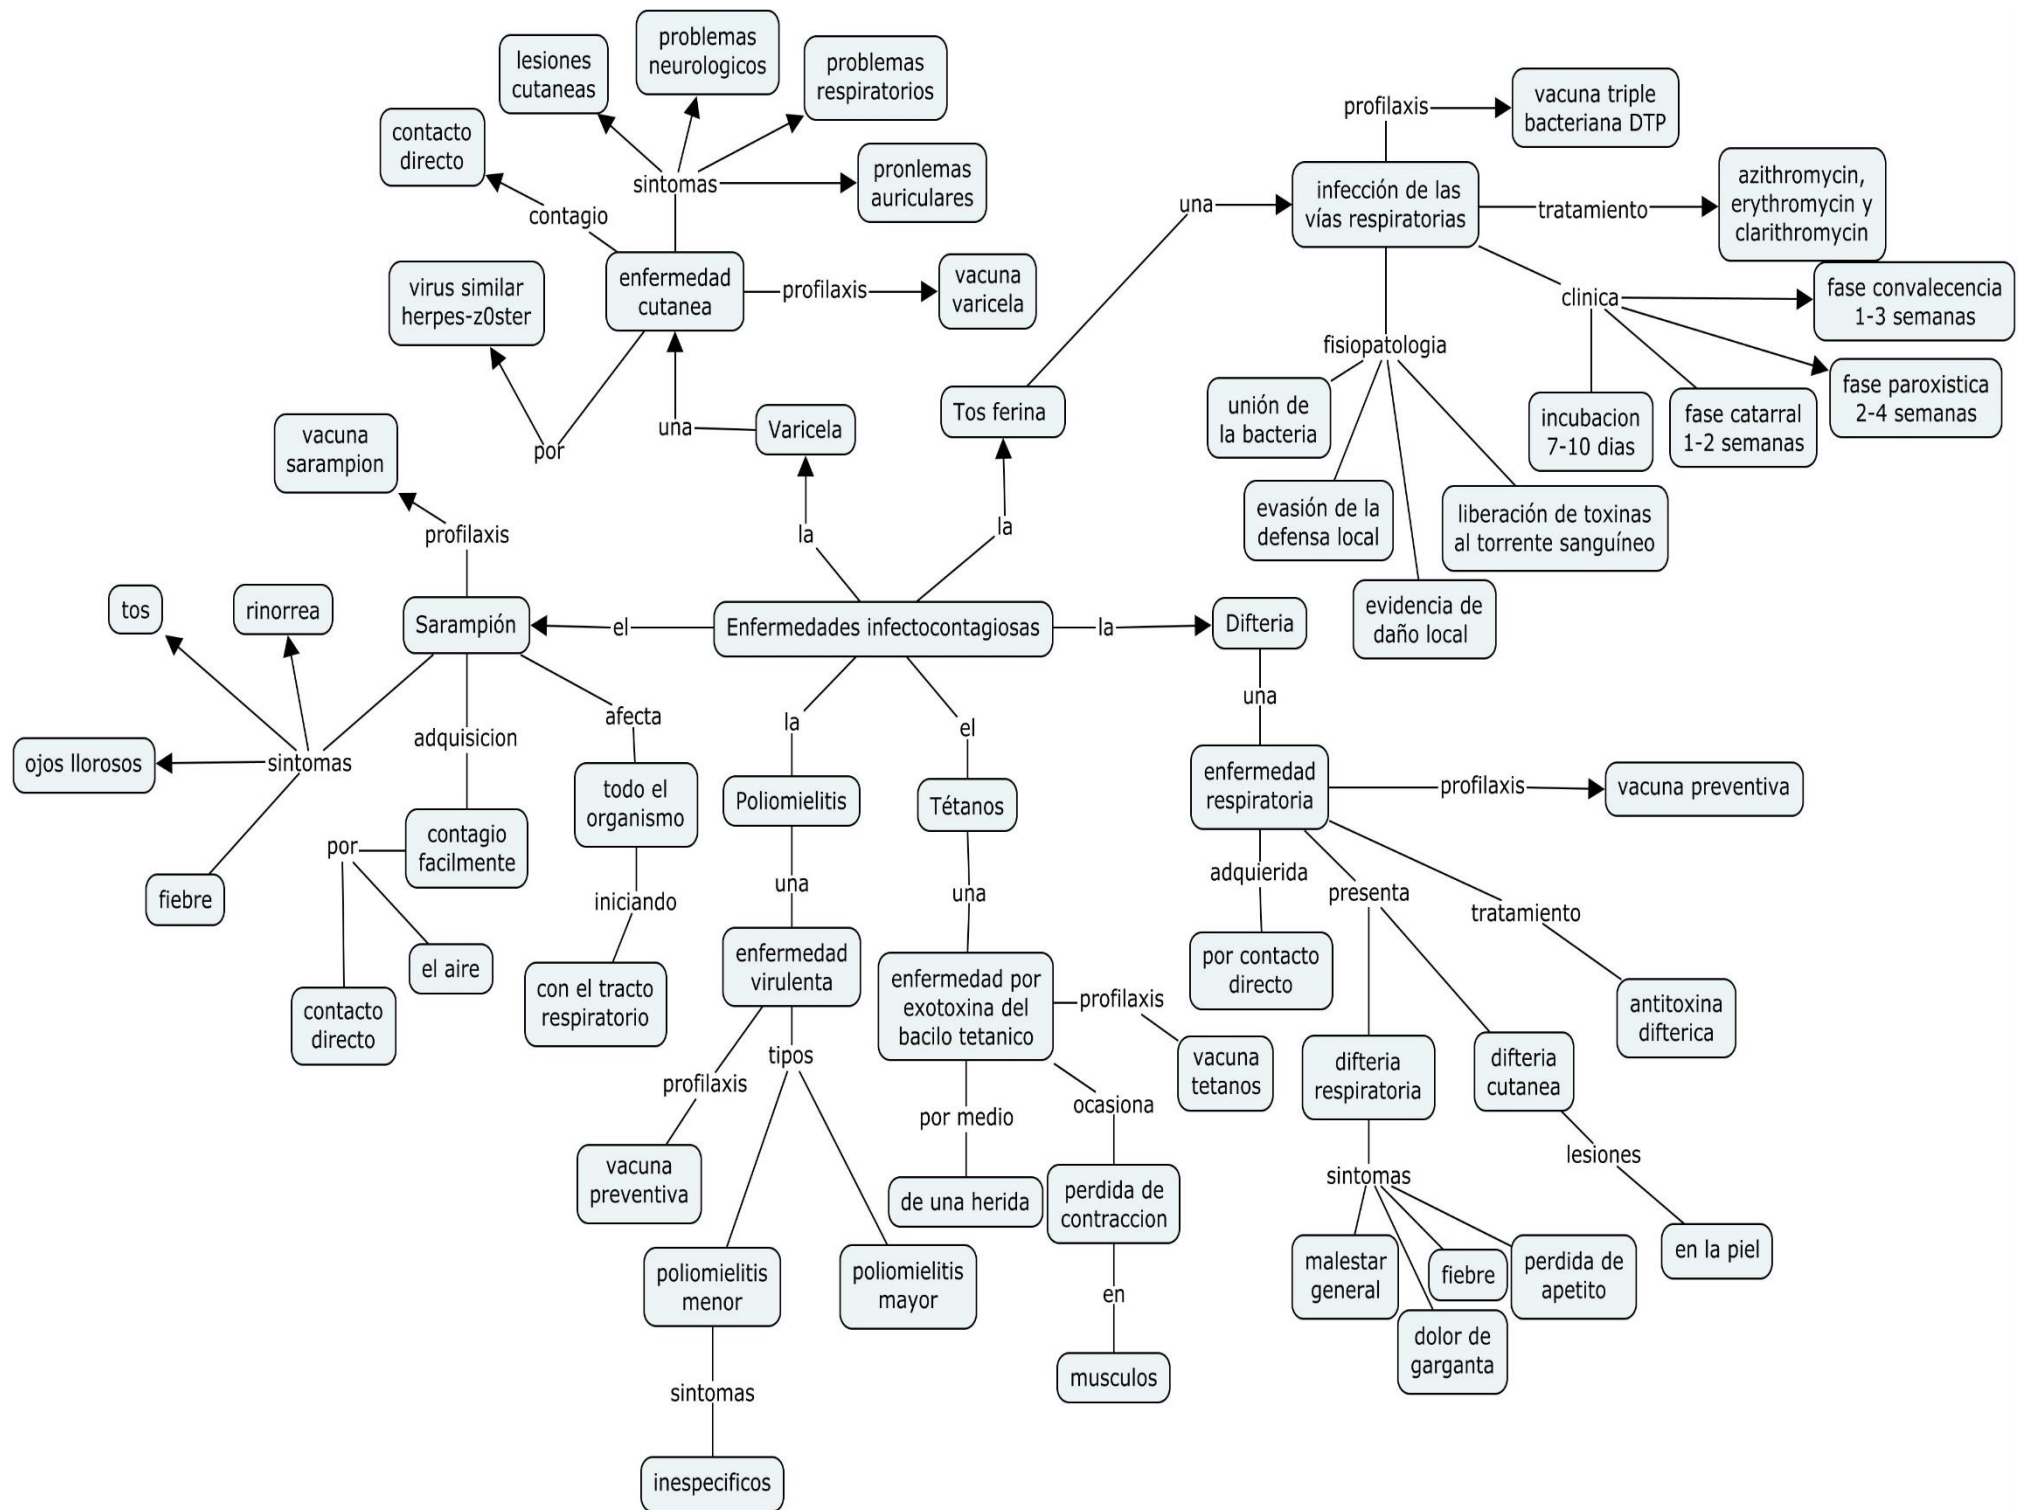 problemas
neurologicos
lesiones
cutaneas
problemas
respiratorios
contacto
directo
sintomas
pronlemas
auriculares
contagio
virus similar
herpes-z0ster
enfermedad
cutanea
profilaxis
vacuna
varicela
por
una
Varicela
la
profilaxis
vacuna triple
bacteriana DTP
una
infección de las
vías respiratorias
tratamiento
azithromycin,
erythromycin y
clarithromycin
clinica
fase convalecencia
1-3 semanas
fase paroxistica
2-4 semanas
fase catarral
1-2 semanas
incubacion
7-10 dias
fisiopatologia
unión de
la bacteria
evasión de la
defensa local
evidencia de
daño local
liberación de toxinas
al torrente sanguíneo
Tos ferina
la
vacuna
sarampion
profilaxis
tos
rinorrea
Sarampión
el
Enfermedades infectocontagiosas
la
Difteria
ojos llorosos
sintomas
fiebre
adquisicion
contagio
facilmente
por
contacto
directo
el aire
afecta
todo el
organismo
iniciando
con el tracto
respiratorio
la
Poliomielitis
una
enfermedad
virulenta
profilaxis
vacuna
preventiva
tipos
poliomielitis
menor
poliomielitis
mayor
sintomas
inespecificos
el
Tétanos
una
enfermedad por
exotoxina del
bacilo tetanico
profilaxis
vacuna
tetanos
por medio
de una herida
ocasiona
perdida de
contraccion
en
musculos
una
enfermedad
respiratoria
profilaxis
vacuna preventiva
adquierida
por contacto
directo
presenta
tratamiento
antitoxina
difterica
difteria
respiratoria
difteria
cutanea
sintomas
malestar
general
dolor de
garganta
fiebre
perdida de
apetito
lesiones
en la piel